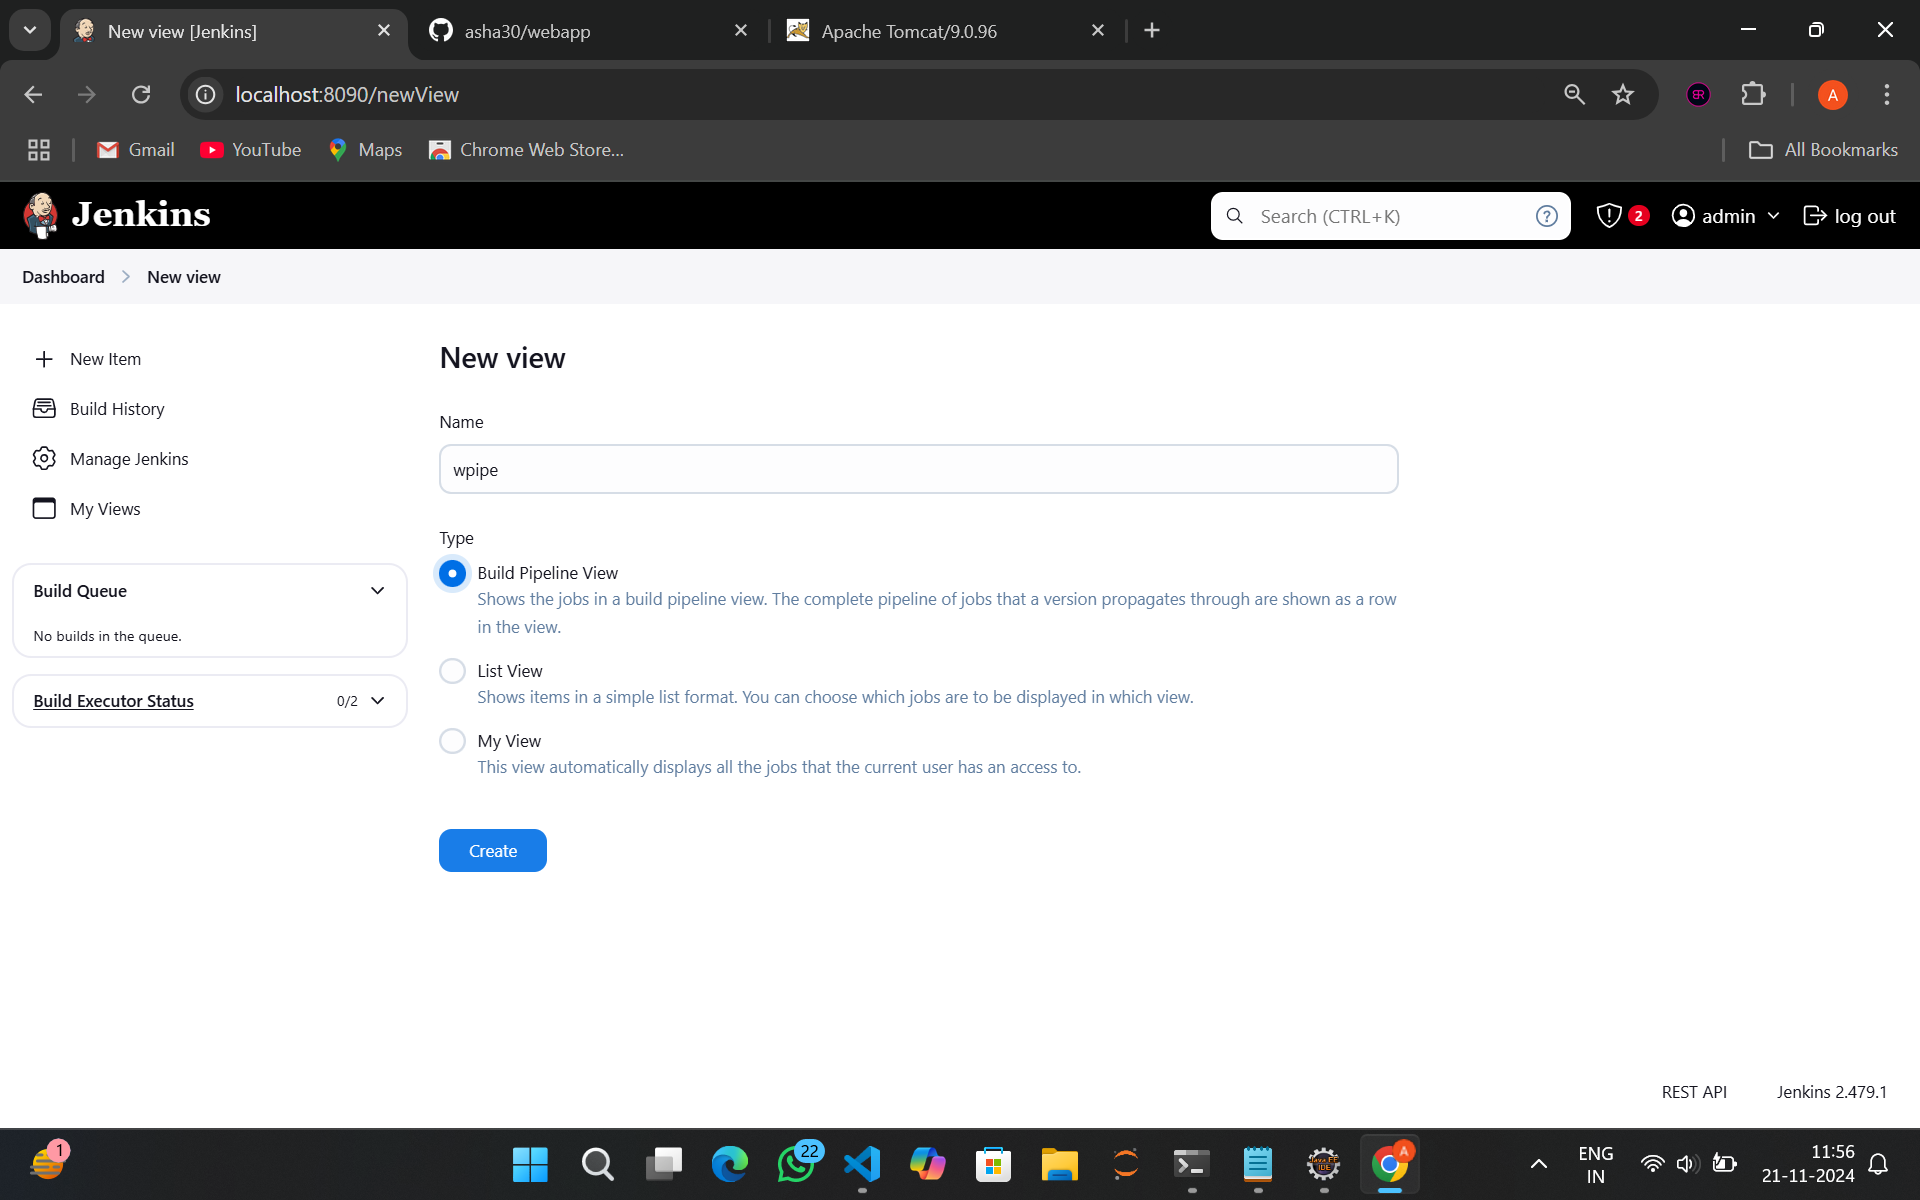 New view [Jenkins]
asha30/webapp
Apache Tomcat/9.0.96
localhost:8090/newView
A
Gmail
YouTube
Maps
Chrome Web Store...
All Bookmarks
Jenkins
Search (CTRL+K)
?
2
admin
log out
Dashboard
New view
New Item
Build History
Manage Jenkins
My Views
Build Queue
No builds in the queue.
Build Executor Status
0/2
New view
Name
wpipe
Type
Build Pipeline View
Shows the jobs in a build pipeline view. The complete pipeline of jobs that a version propagates through are shown as a row
in the view.
List View
Shows items in a simple list format. You can choose which jobs are to be displayed in which view.
My View
This view automatically displays all the jobs that the current user has an access to.
Create
REST API
Jenkins 2.479.1
1
22
A
ENG
IN
11:56
21-11-2024